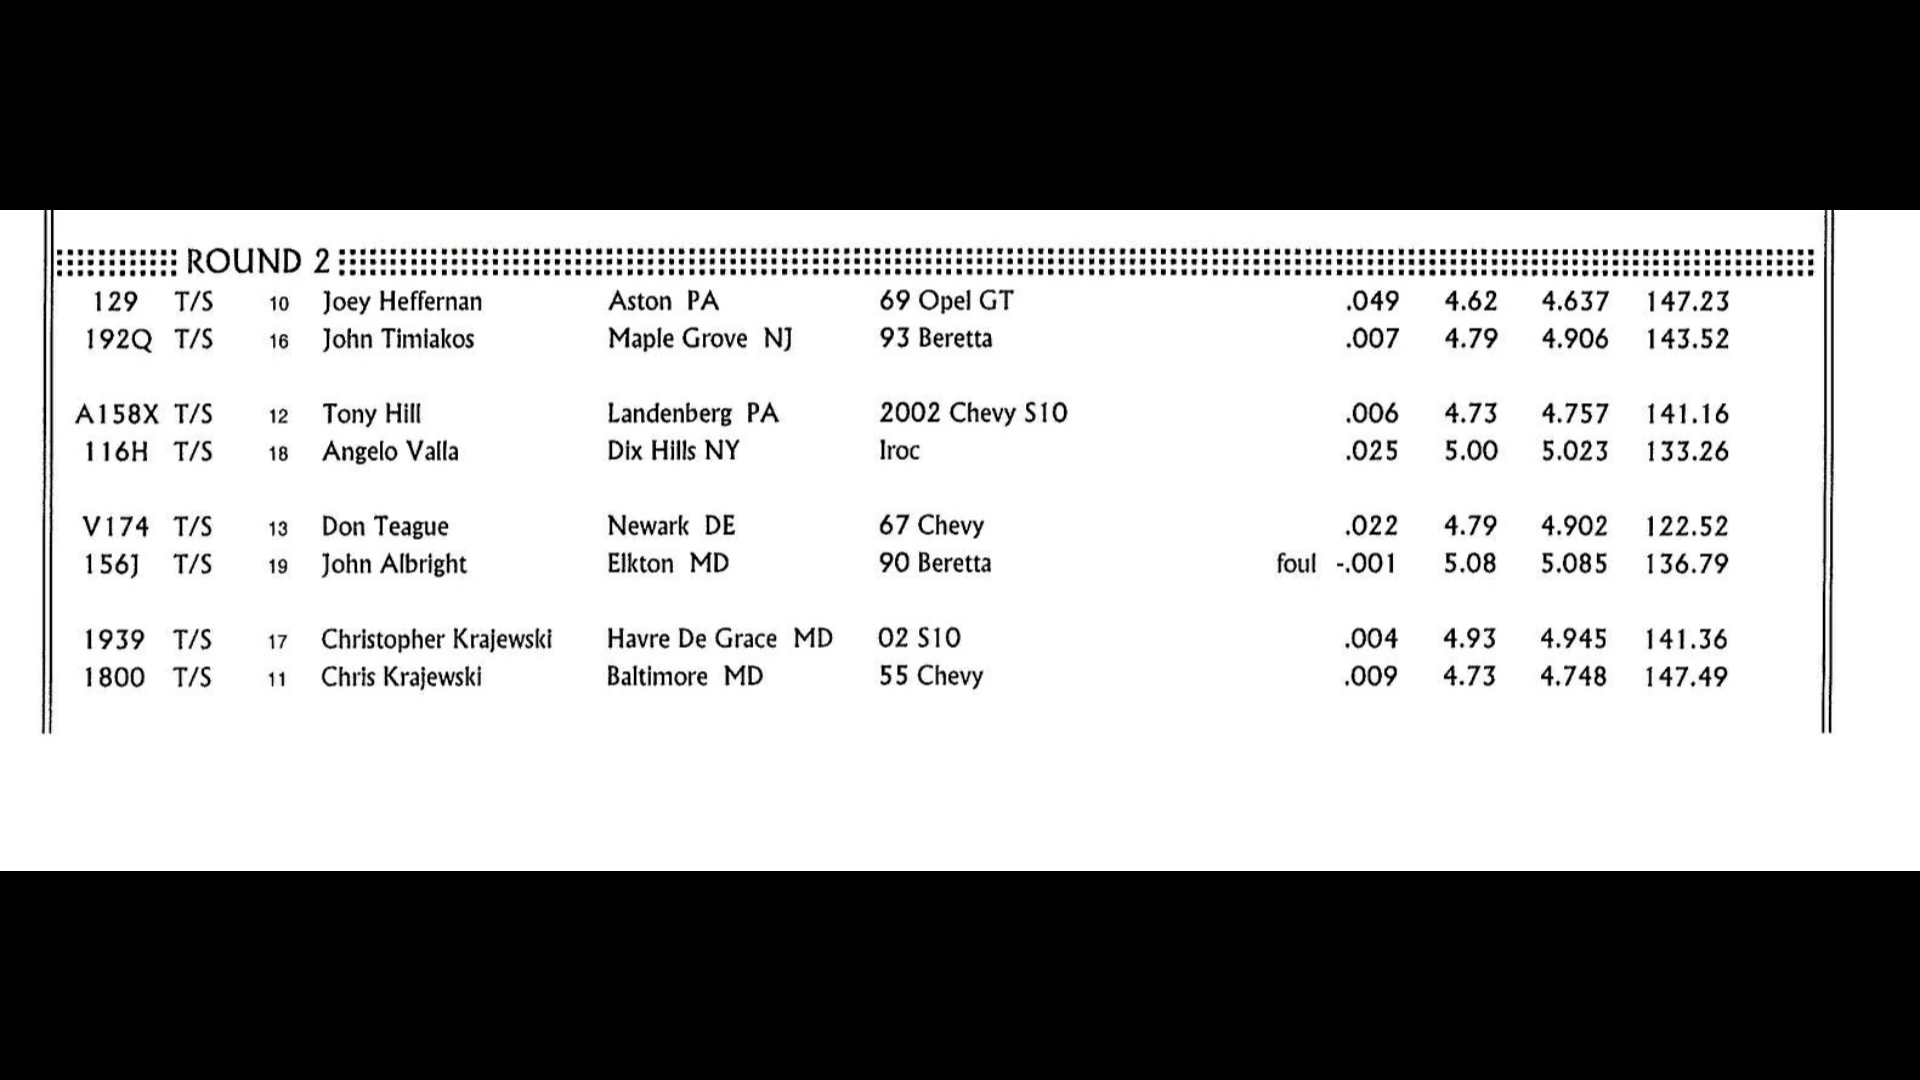 ROUND 2
129 T/S 10 Joey Heffernan Aston PA 69 Opel GT .049 4.62 4.637 147.23
192Q T/S 16 John Timiakos Maple Grove NJ 93 Beretta .007 4.79 4.906 143.52
A158X T/S 12 Tony Hill Landenberg PA 2002 Chevy S10 .006 4.73 4.757 141.16
116H T/S 18 Angelo Valla Dix Hills NY Iroc .025 5.00 5.023 133.26
V174 T/S 13 Don Teague Newark DE 67 Chevy .022 4.79 4.902 122.52
156J T/S 19 John Albright Elkton MD 90 Beretta foul -.001 5.08 5.085 136.79
1939 T/S 17 Christopher Krajewski Havre De Grace MD 02 S10 .004 4.93 4.945 141.36
1800 T/S 11 Chris Krajewski Baltimore MD 55 Chevy .009 4.73 4.748 147.49